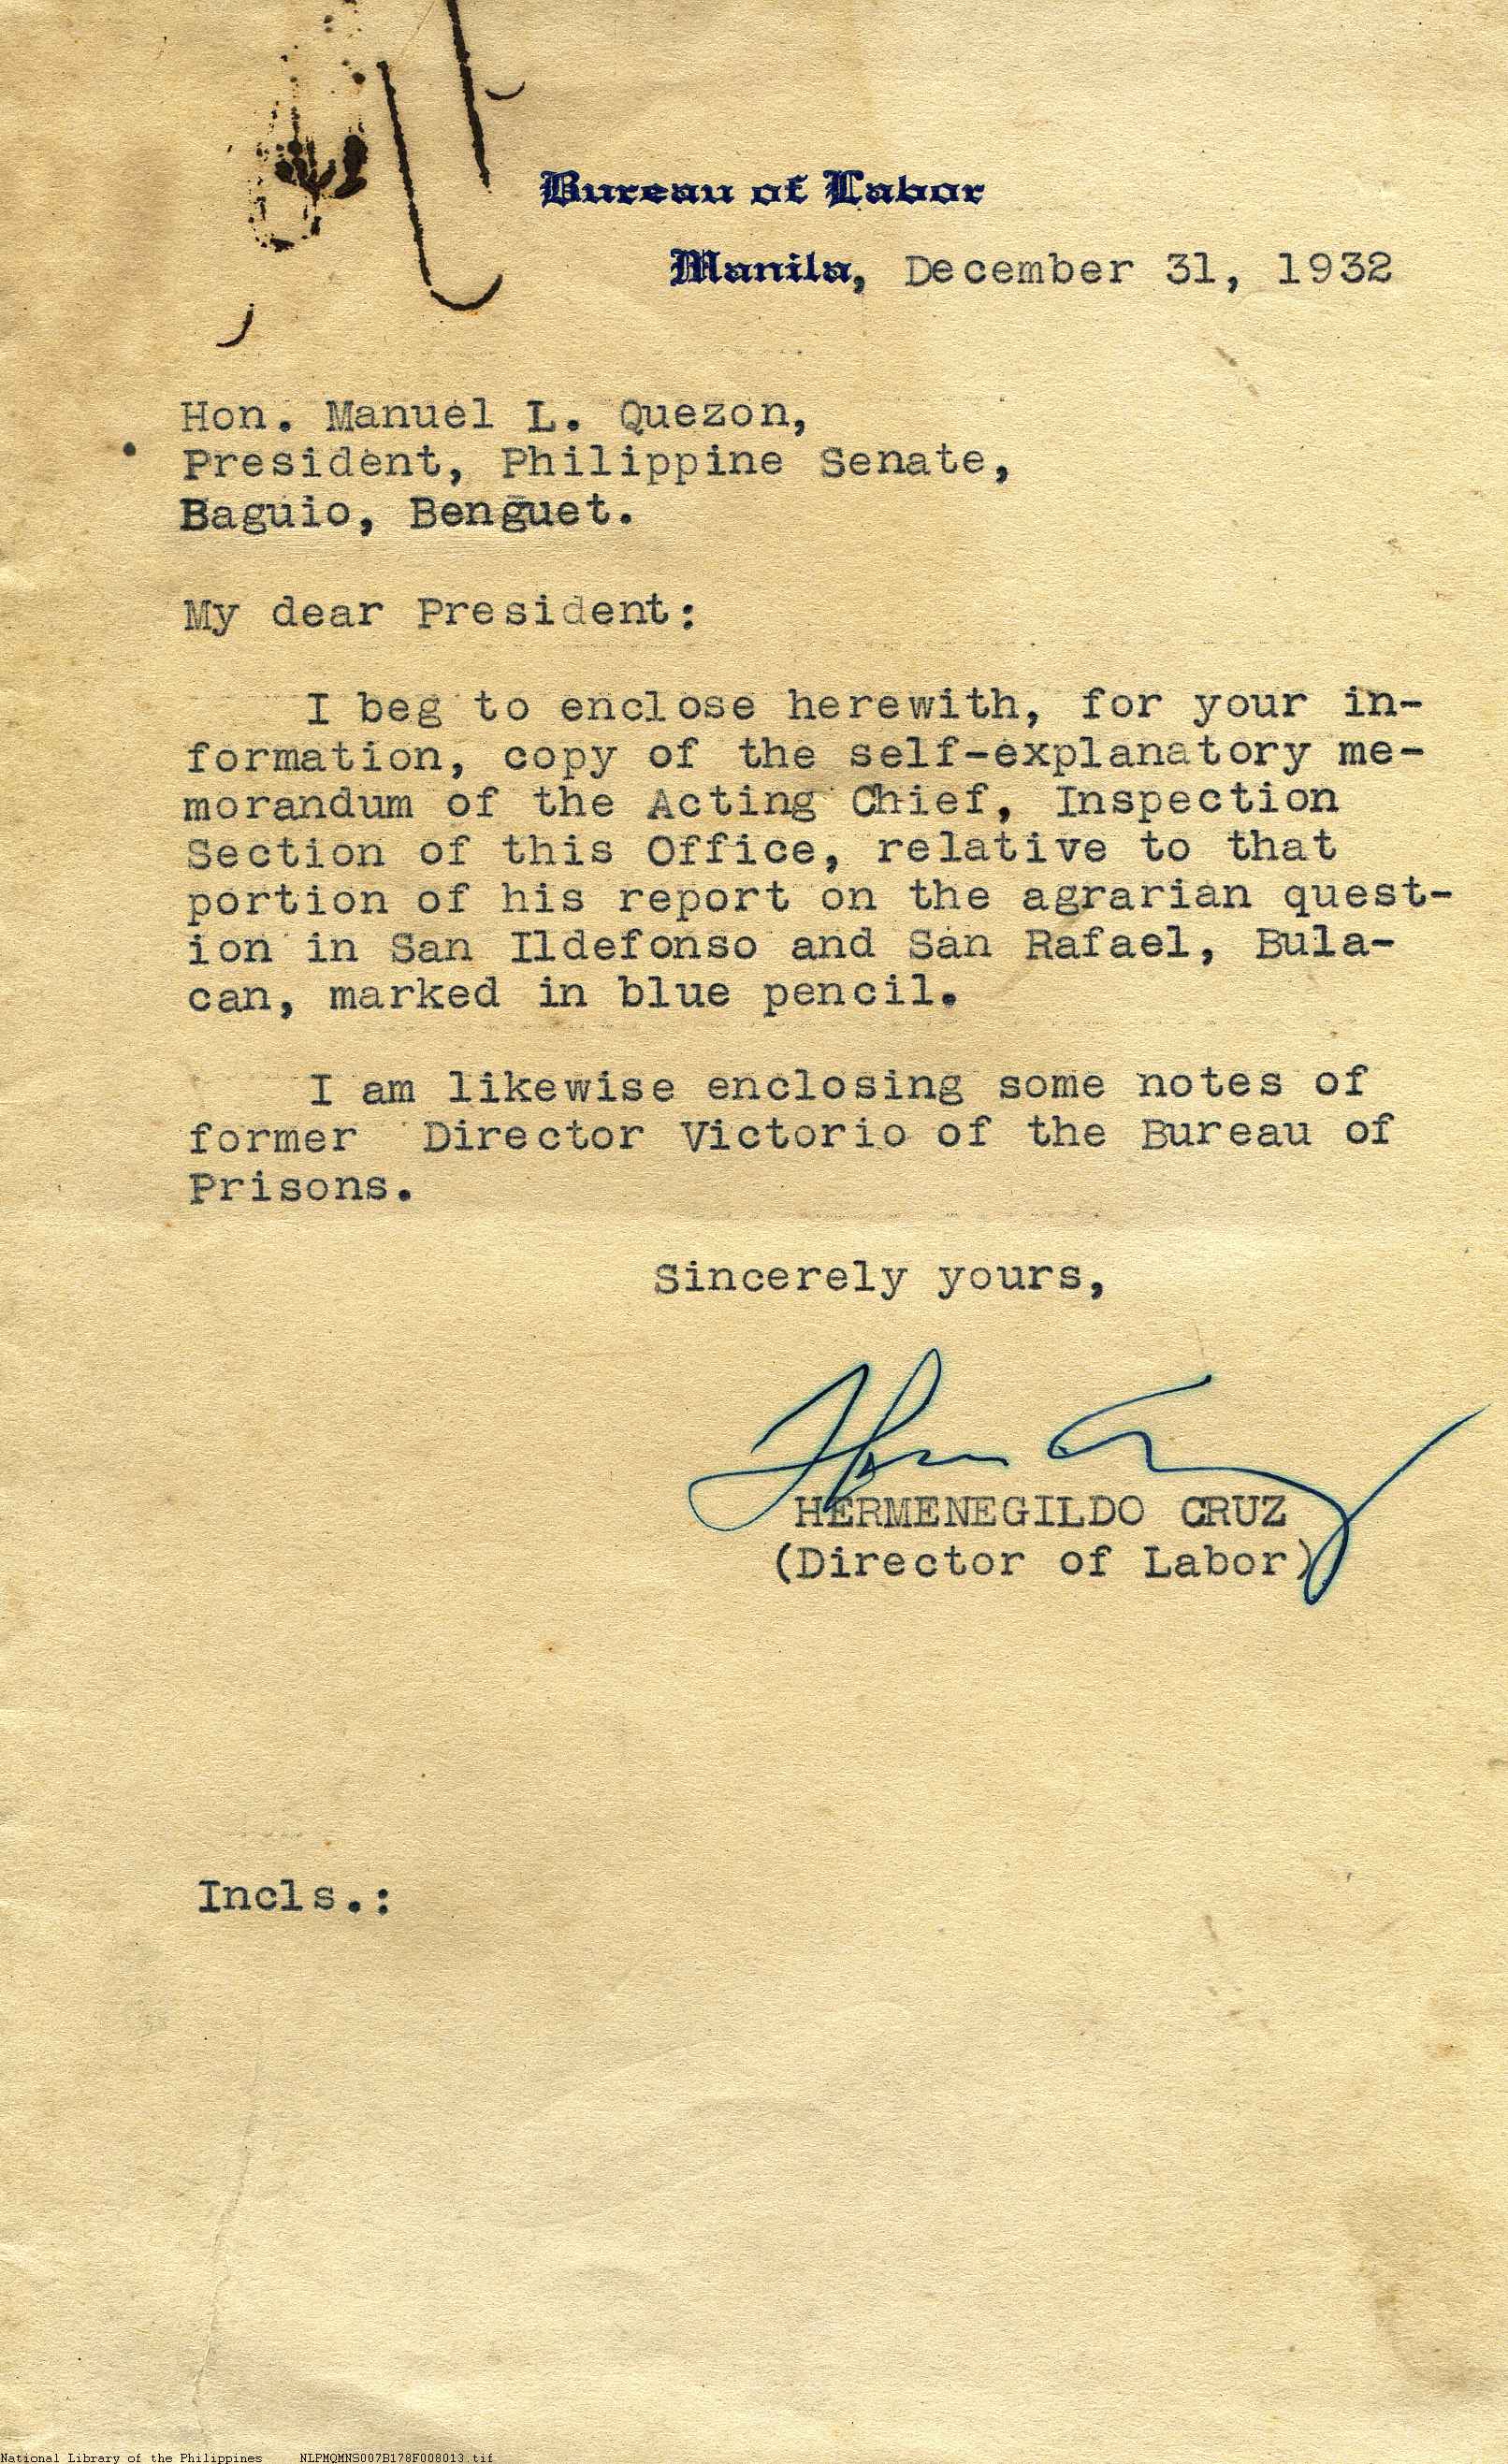 Bureau of Labor
Manila, December 31, 1932
Hon. Manuel L. Quezon,
President, Philippine Senate,
Baguio, Benguet.
My dear President:
I beg to enclose herewith, for your in-
formation, copy of the self-explanatory me-
morandum of the Acting Chief, Inspection
Section of this Office, relative to that
portion of his report on the agrarian quest-
ion in San Ildefonso and San Rafael, Bula-
can, marked in blue pencil.
I am likewise enclosing some notes of
former Director Victorio of the Bureau of
Prisons.
Sincerely yours,
HERMENEGILDO CRUZ
(Director of Labor)
Incls.:
National Library of the Philippines NLPMQMNS007B178F008013.tif